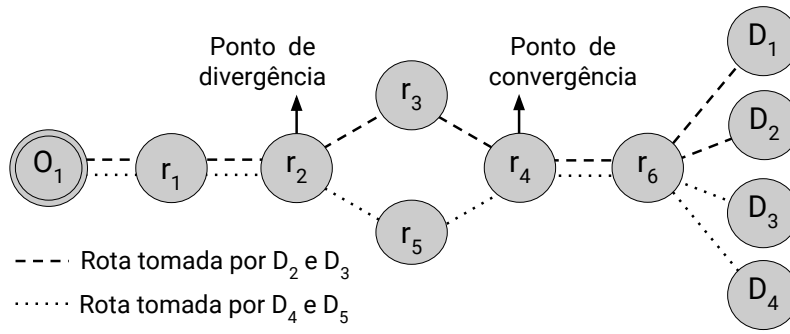 Ponto de
divergência
Ponto de
convergência
O₁
r₁
r₂
r₃
r₄
r₅
r₆
D₁
D₂
D₃
D₄
Rota tomada por D₂ e D₃
Rota tomada por D₄ e D₅